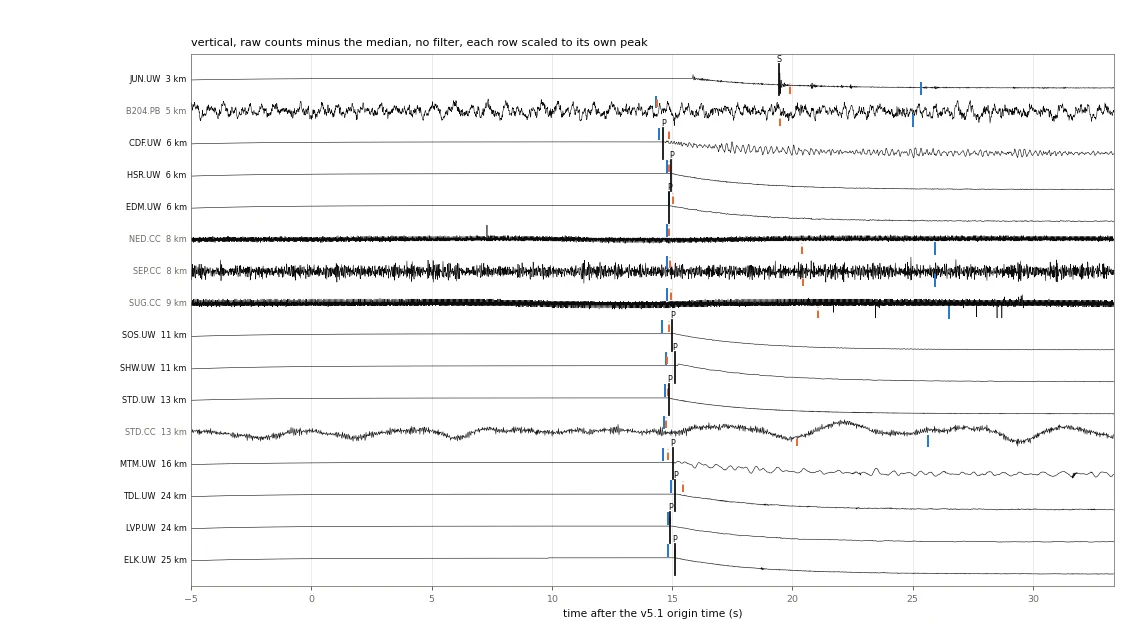 vertical, raw counts minus the median, no filter, each row scaled to its own peak
S
JUN.UW 3 km
B204.PB 5 km
P
CDF.UW 6 km
P
HSR.UW 6 km
P
EDM.UW 6 km
NED.CC 8 km
SEP.CC 8 km
SUG.CC 9 km
P
SOS.UW 11 km
P
SHW.UW 11 km
P
STD.UW 13 km
STD.CC 13 km
P
MTM.UW 16 km
P
TDL.UW 24 km
P
LVP.UW 24 km
P
ELK.UW 25 km
−5 0 5 10 15 20 25 30
time after the v5.1 origin time (s)